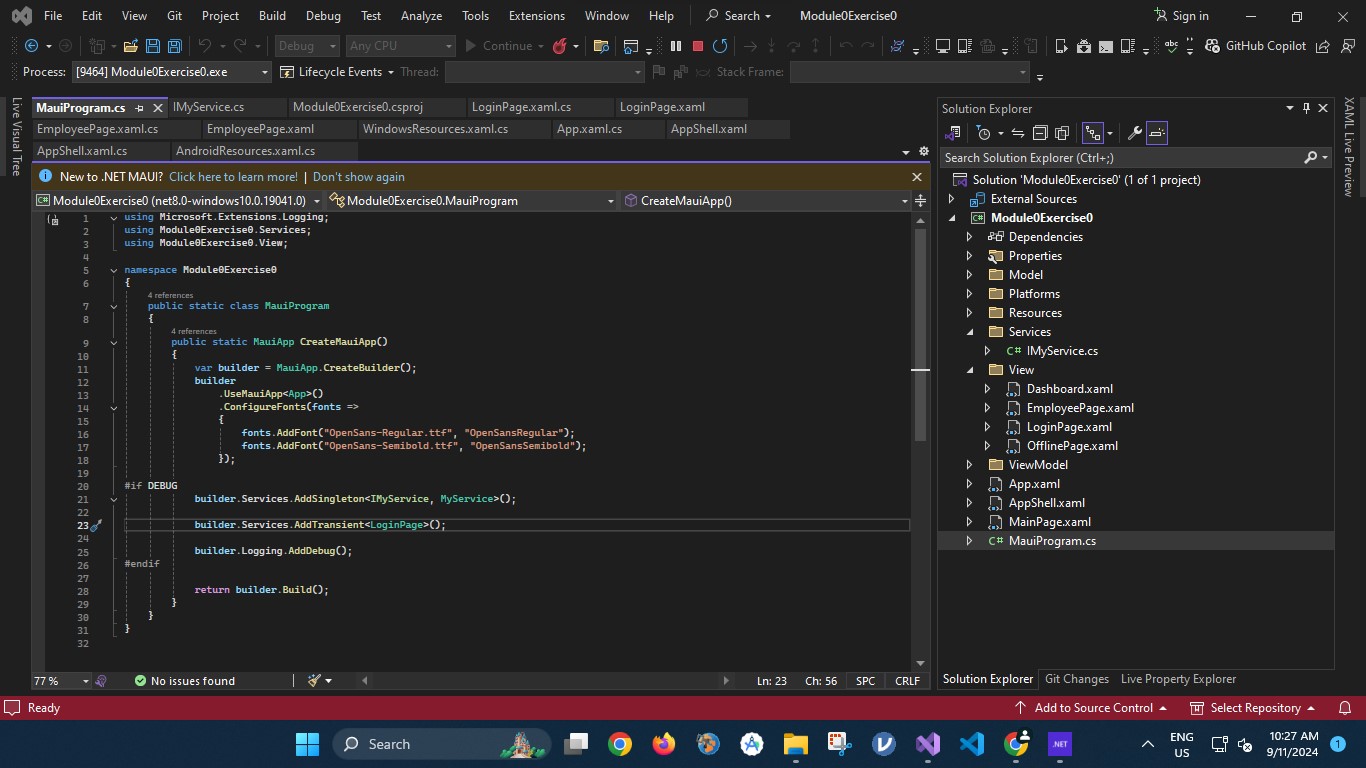 File Edit View Git Project Build Debug Test Analyze Tools Extensions Window Help Search Module0Exercise0 Sign in
Debug Any CPU Continue GitHub Copilot
Process: [9464] Module0Exercise0.exe Lifecycle Events Thread: Stack Frame:
Live Visual Tree
MauiProgram.cs IMyService.cs Module0Exercise0.csproj LoginPage.xaml.cs LoginPage.xaml
EmployeePage.xaml.cs EmployeePage.xaml WindowsResources.xaml.cs App.xaml.cs AppShell.xaml
AppShell.xaml.cs AndroidResources.xaml.cs
New to .NET MAUI? Click here to learn more! | Don't show again
Module0Exercise0 (net8.0-windows10.0.19041.0) Module0Exercise0.MauiProgram CreateMauiApp()
1 using Microsoft.Extensions.Logging;
2 using Module0Exercise0.Services;
3 using Module0Exercise0.View;
4
5 namespace Module0Exercise0
6 {
4 references
7 public static class MauiProgram
8 {
4 references
9 public static MauiApp CreateMauiApp()
10 {
11 var builder = MauiApp.CreateBuilder();
12 builder
13 .UseMauiApp<App>()
14 .ConfigureFonts(fonts =>
15 {
16 fonts.AddFont("OpenSans-Regular.ttf", "OpenSansRegular");
17 fonts.AddFont("OpenSans-Semibold.ttf", "OpenSansSemibold");
18 });
19
20 #if DEBUG
21 builder.Services.AddSingleton<IMyService, MyService>();
22
23 builder.Services.AddTransient<LoginPage>();
24
25 builder.Logging.AddDebug();
26 #endif
27
28 return builder.Build();
29 }
30 }
31 }
32
77 % No issues found Ln: 23 Ch: 56 SPC CRLF
Solution Explorer
Search Solution Explorer (Ctrl+;)
Solution 'Module0Exercise0' (1 of 1 project)
External Sources
Module0Exercise0
Dependencies
Properties
Model
Platforms
Resources
Services
C# IMyService.cs
View
Dashboard.xaml
EmployeePage.xaml
LoginPage.xaml
OfflinePage.xaml
ViewModel
App.xaml
AppShell.xaml
MainPage.xaml
C# MauiProgram.cs
Solution Explorer Git Changes Live Property Explorer
XAML Live Preview
Ready Add to Source Control Select Repository
Search ENG US 10:27 AM 9/11/2024 1
.NET